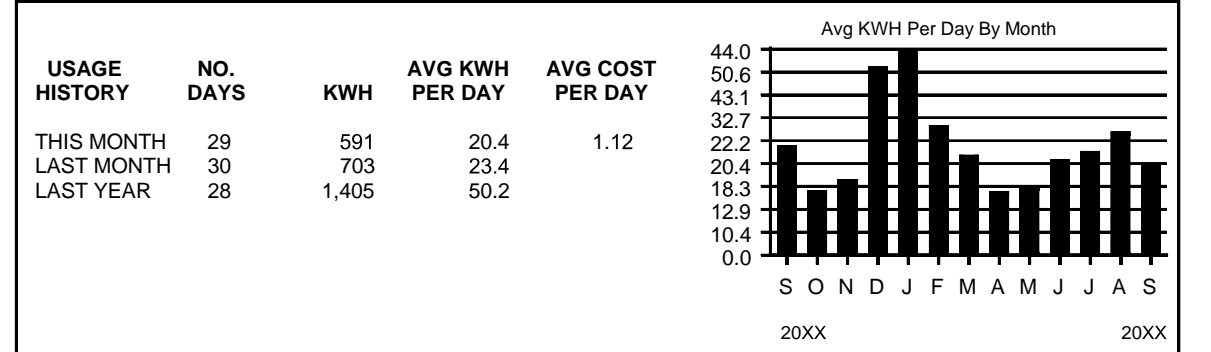 USAGE HISTORY NO. DAYS KWH AVG KWH PER DAY AVG COST PER DAY
THIS MONTH 29 591 20.4 1.12
LAST MONTH 30 703 23.4
LAST YEAR 28 1,405 50.2
Avg KWH Per Day By Month
44.0
50.6
43.1
32.7
22.2
20.4
18.3
12.9
10.4
0.0
S O N D J F M A M J J A S
20XX 20XX